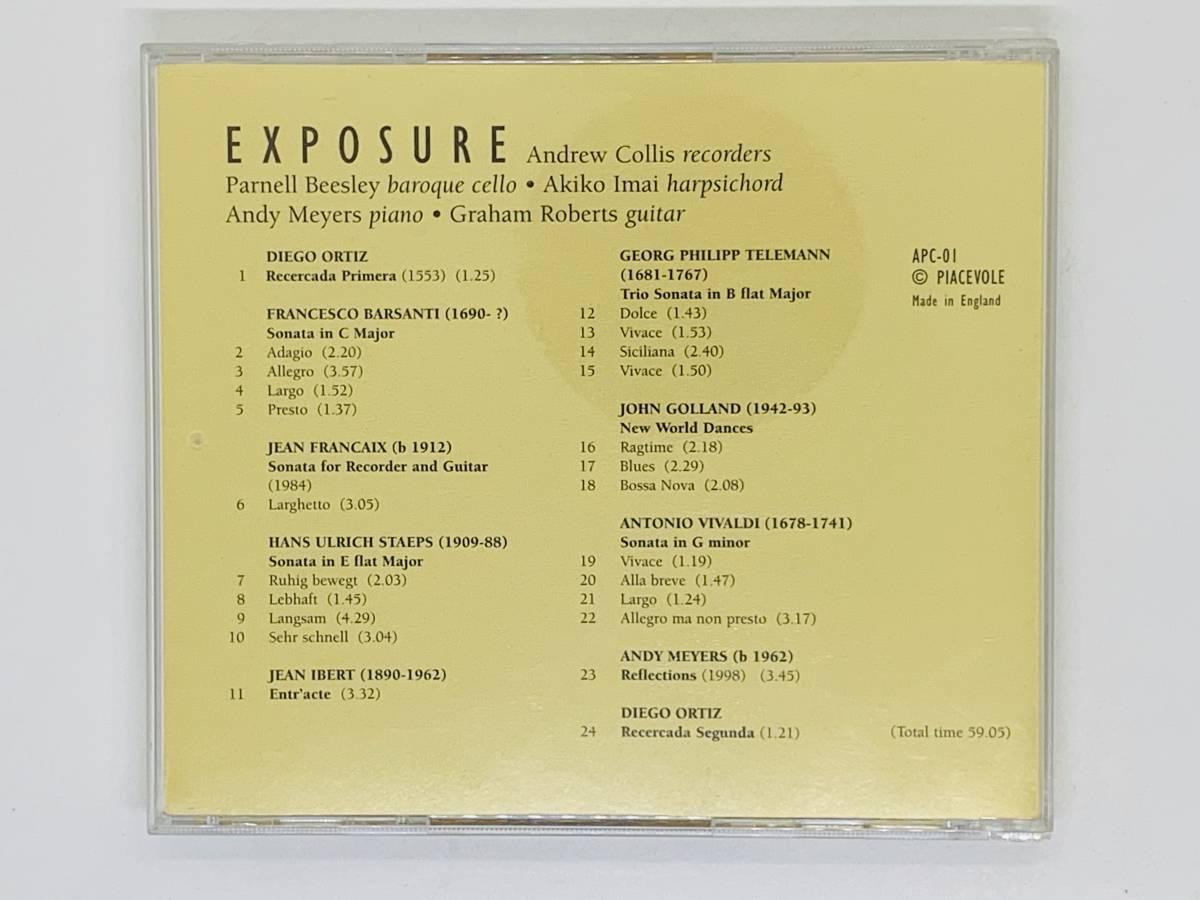 EXPOSURE Andrew Collis recorders
Parnell Beesley baroque cello • Akiko Imai harpsichord
Andy Meyers piano • Graham Roberts guitar
DIEGO ORTIZ
1 Recercada Primera (1553) (1.25)
FRANCESCO BARSANTI (1690- ?)
Sonata in C Major
2 Adagio (2.20)
3 Allegro (3.57)
4 Largo (1.52)
5 Presto (1.37)
JEAN FRANCAIX (b 1912)
Sonata for Recorder and Guitar
(1984)
6 Larghetto (3.05)
HANS ULRICH STAEPS (1909-88)
Sonata in E flat Major
7 Ruhig bewegt (2.03)
8 Lebhaft (1.45)
9 Langsam (4.29)
10 Sehr schnell (3.04)
JEAN IBERT (1890-1962)
11 Entr'acte (3.32)
GEORG PHILIPP TELEMANN
(1681-1767)
Trio Sonata in B flat Major
12 Dolce (1.43)
13 Vivace (1.53)
14 Siciliana (2.40)
15 Vivace (1.50)
JOHN GOLLAND (1942-93)
New World Dances
16 Ragtime (2.18)
17 Blues (2.29)
18 Bossa Nova (2.08)
ANTONIO VIVALDI (1678-1741)
Sonata in G minor
19 Vivace (1.19)
20 Alla breve (1.47)
21 Largo (1.24)
22 Allegro ma non presto (3.17)
ANDY MEYERS (b 1962)
23 Reflections (1998) (3.45)
DIEGO ORTIZ
24 Recercada Segunda (1.21)
(Total time 59.05)
APC-01
© PIACEVOLE
Made in England